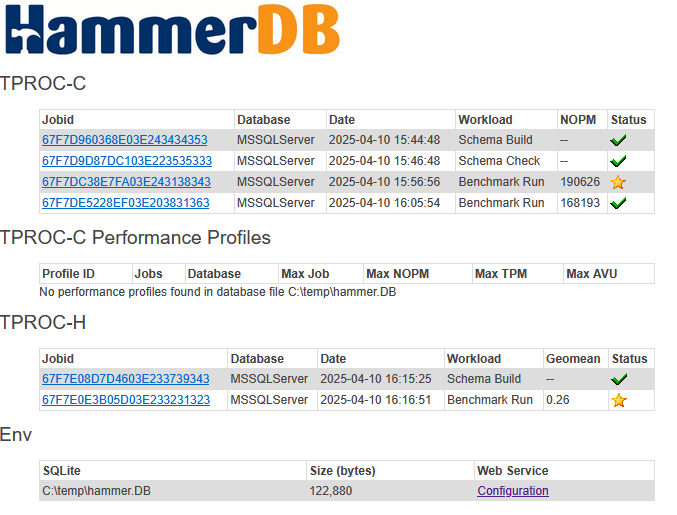 HammerDB
TPROC-C
Jobid Database Date Workload NOPM Status
67F7D960368E03E243434353 MSSQLServer 2025-04-10 15:44:48 Schema Build --
67F7D9D87DC103E223535333 MSSQLServer 2025-04-10 15:46:48 Schema Check --
67F7DC38E7FA03E243138343 MSSQLServer 2025-04-10 15:56:56 Benchmark Run 190626
67F7DE5228EF03E203831363 MSSQLServer 2025-04-10 16:05:54 Benchmark Run 168193
TPROC-C Performance Profiles
Profile ID Jobs Database Max Job Max NOPM Max TPM Max AVU
No performance profiles found in database file C:\temp\hammer.DB
TPROC-H
Jobid Database Date Workload Geomean Status
67F7E08D7D4603E233739343 MSSQLServer 2025-04-10 16:15:25 Schema Build --
67F7E0E3B05D03E233231323 MSSQLServer 2025-04-10 16:16:51 Benchmark Run 0.26
Env
SQLite Size (bytes) Web Service
C:\temp\hammer.DB 122,880 Configuration